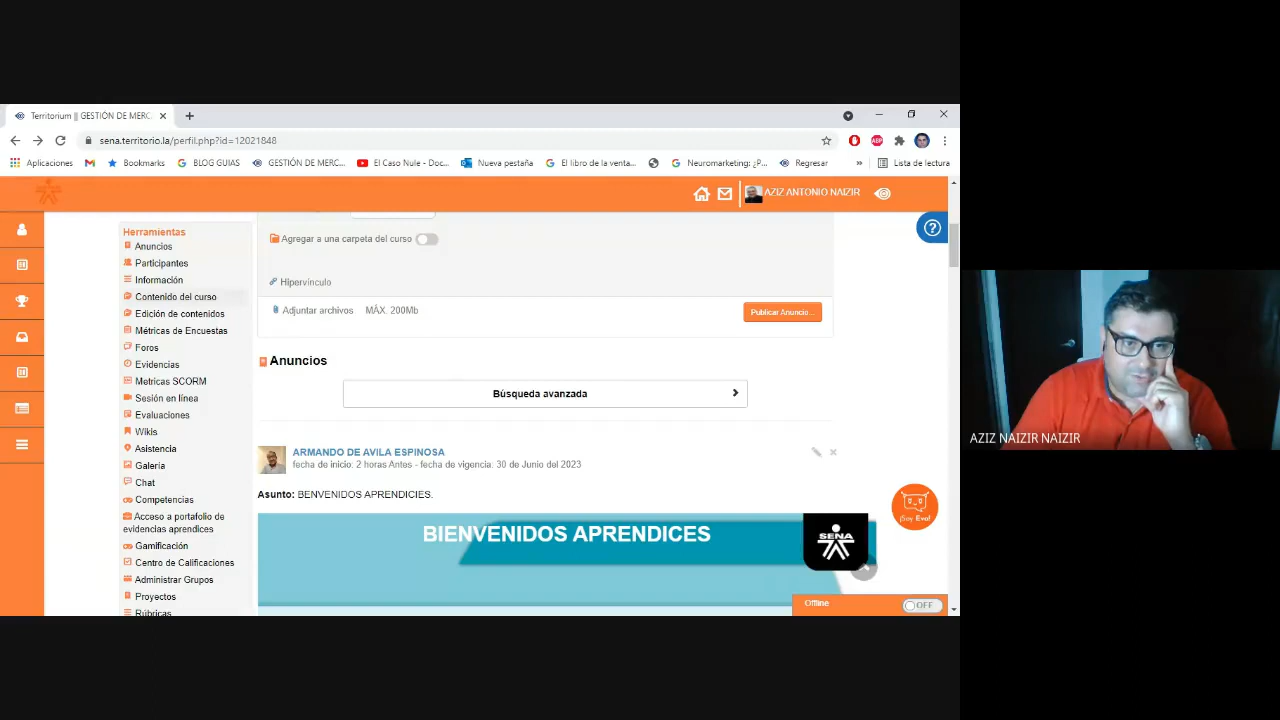 Territorium || GESTIÓN DE MERC
sena.territorio.la/perfil.php?id=12021848
Aplicaciones
Bookmarks
BLOG GUIAS
GESTIÓN DE MERC...
El Caso Nule - Doc...
Nueva pestaña
El libro de la venta...
Neuromarketing: ¿P...
Regresar
»
Lista de lectura
AZIZ ANTONIO NAIZIR
Herramientas
Anuncios
Participantes
Información
Contenido del curso
Edición de contenidos
Métricas de Encuestas
Foros
Evidencias
Metricas SCORM
Sesión en línea
Evaluaciones
Wikis
Asistencia
Galería
Chat
Competencias
Acceso a portafolio de
evidencias aprendices
Gamificación
Centro de Calificaciones
Administrar Grupos
Proyectos
Rúbricas
Agregar a una carpeta del curso
Hipervínculo
Adjuntar archivos MÁX. 200Mb
Publicar Anuncio...
Anuncios
Búsqueda avanzada
ARMANDO DE AVILA ESPINOSA
fecha de inicio: 2 horas Antes - fecha de vigencia: 30 de Junio del 2023
Asunto: BENVENIDOS APRENDICIES.
BIENVENIDOS APRENDICES
SENA
¡Soy Evo!
Offline
OFF
AZIZ NAIZIR NAIZIR